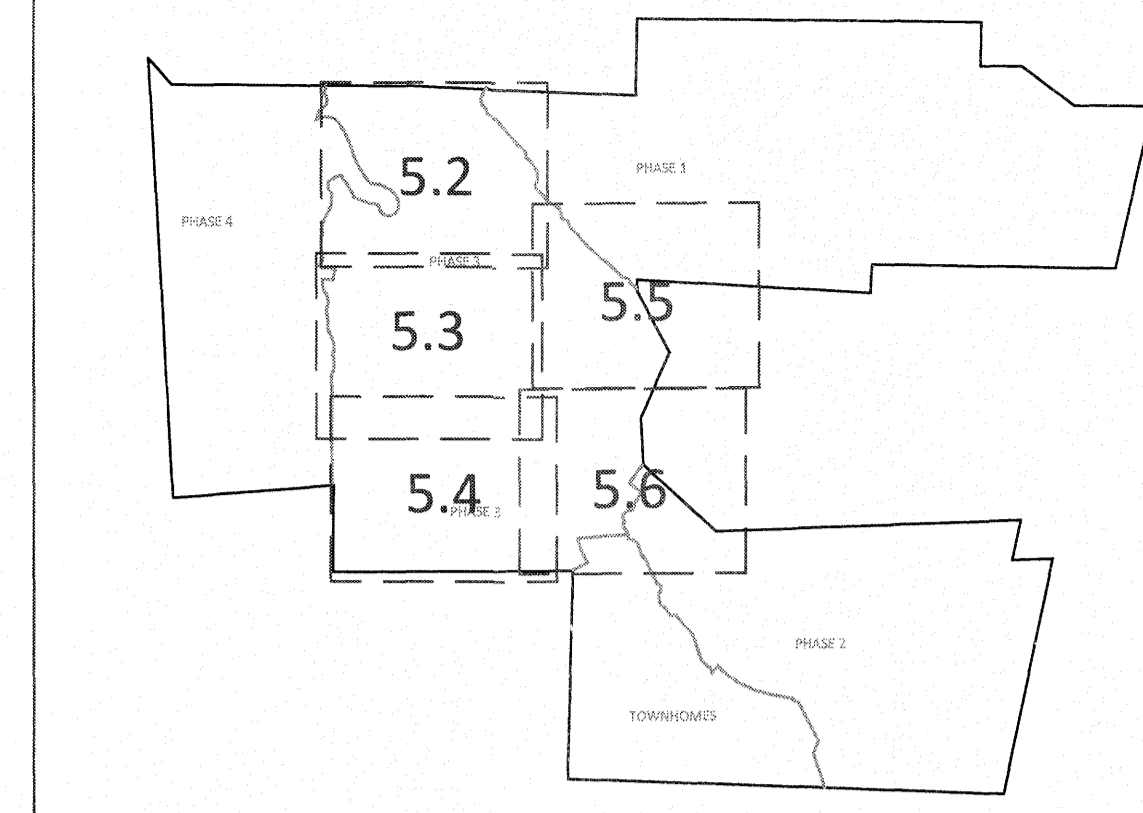 PHASE 1
5.2
PHASE 4
PHASE 3
5.5
5.3
5.4
5.6
PHASE 3
PHASE 2
TOWNHOMES